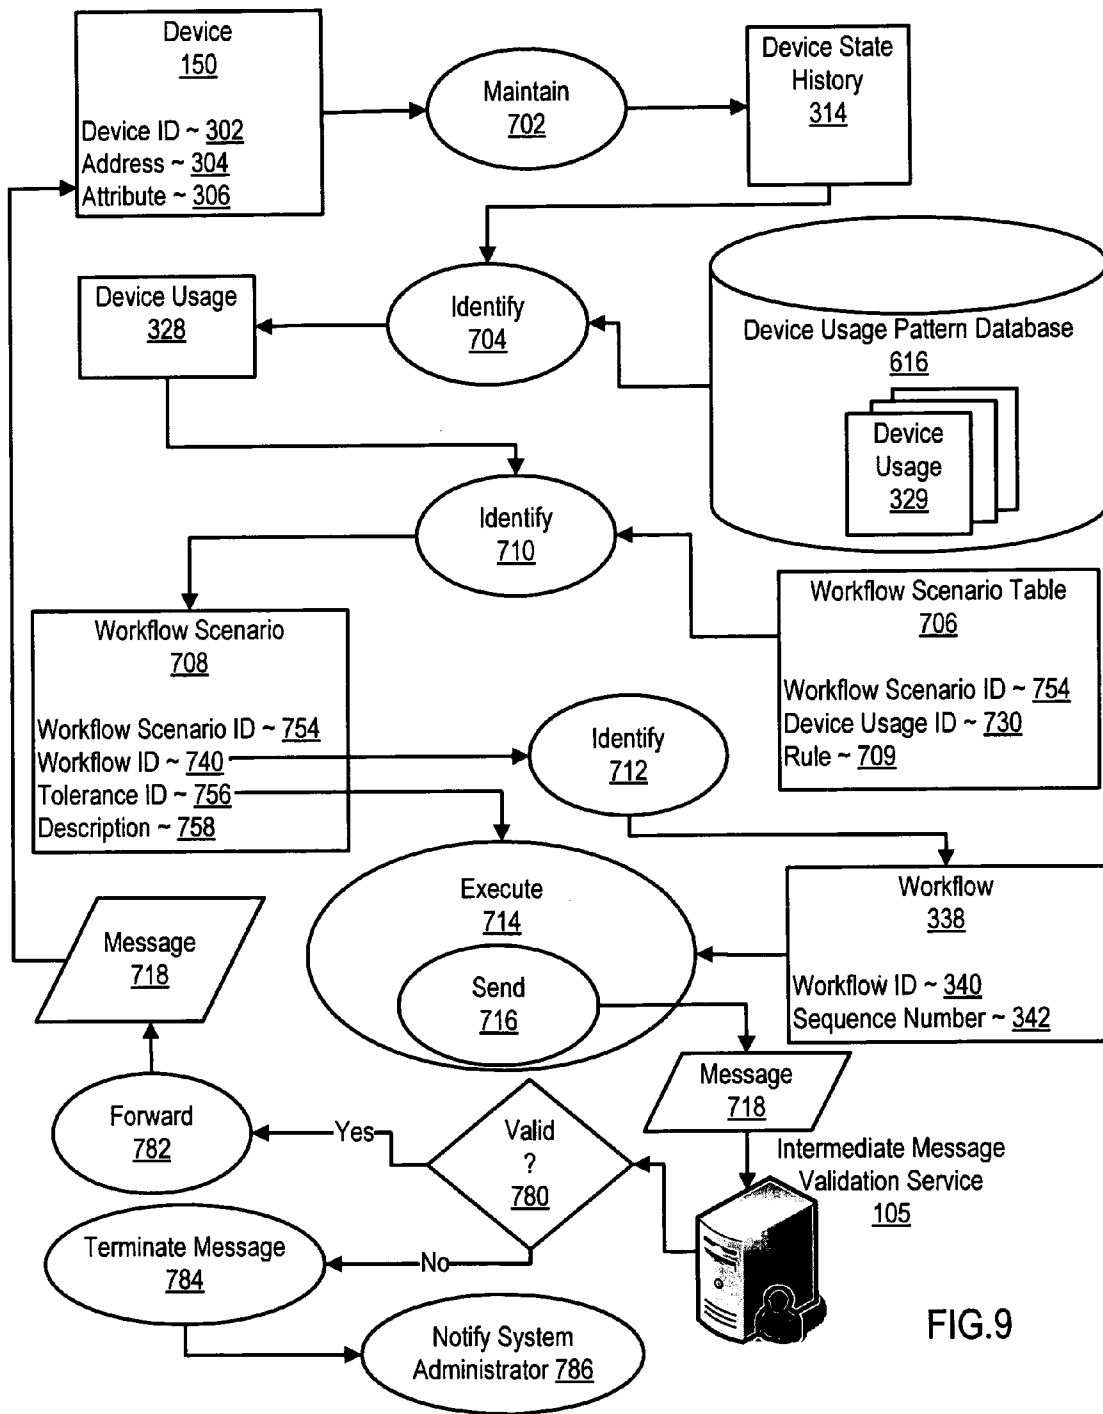 Device
150
Device ID ~ 302
Address ~ 304
Attribute ~ 306
Maintain
702
Device State
History
314
Device Usage
328
Identify
704
Device Usage Pattern Database
616
Device
Usage
329
Identify
710
Workflow Scenario Table
706
Workflow Scenario ID ~ 754
Device Usage ID ~ 730
Rule ~ 709
Workflow Scenario
708
Workflow Scenario ID ~ 754
Workflow ID ~ 740
Tolerance ID ~ 756
Description ~ 758
Identify
712
Execute
714
Send
716
Workflow
338
Workflow ID ~ 340
Sequence Number ~ 342
Message
718
Message
718
Forward
782
Yes
Valid
?
780
Intermediate Message
Validation Service
105
Terminate Message
784
No
Notify System
Administrator 786
FIG.9